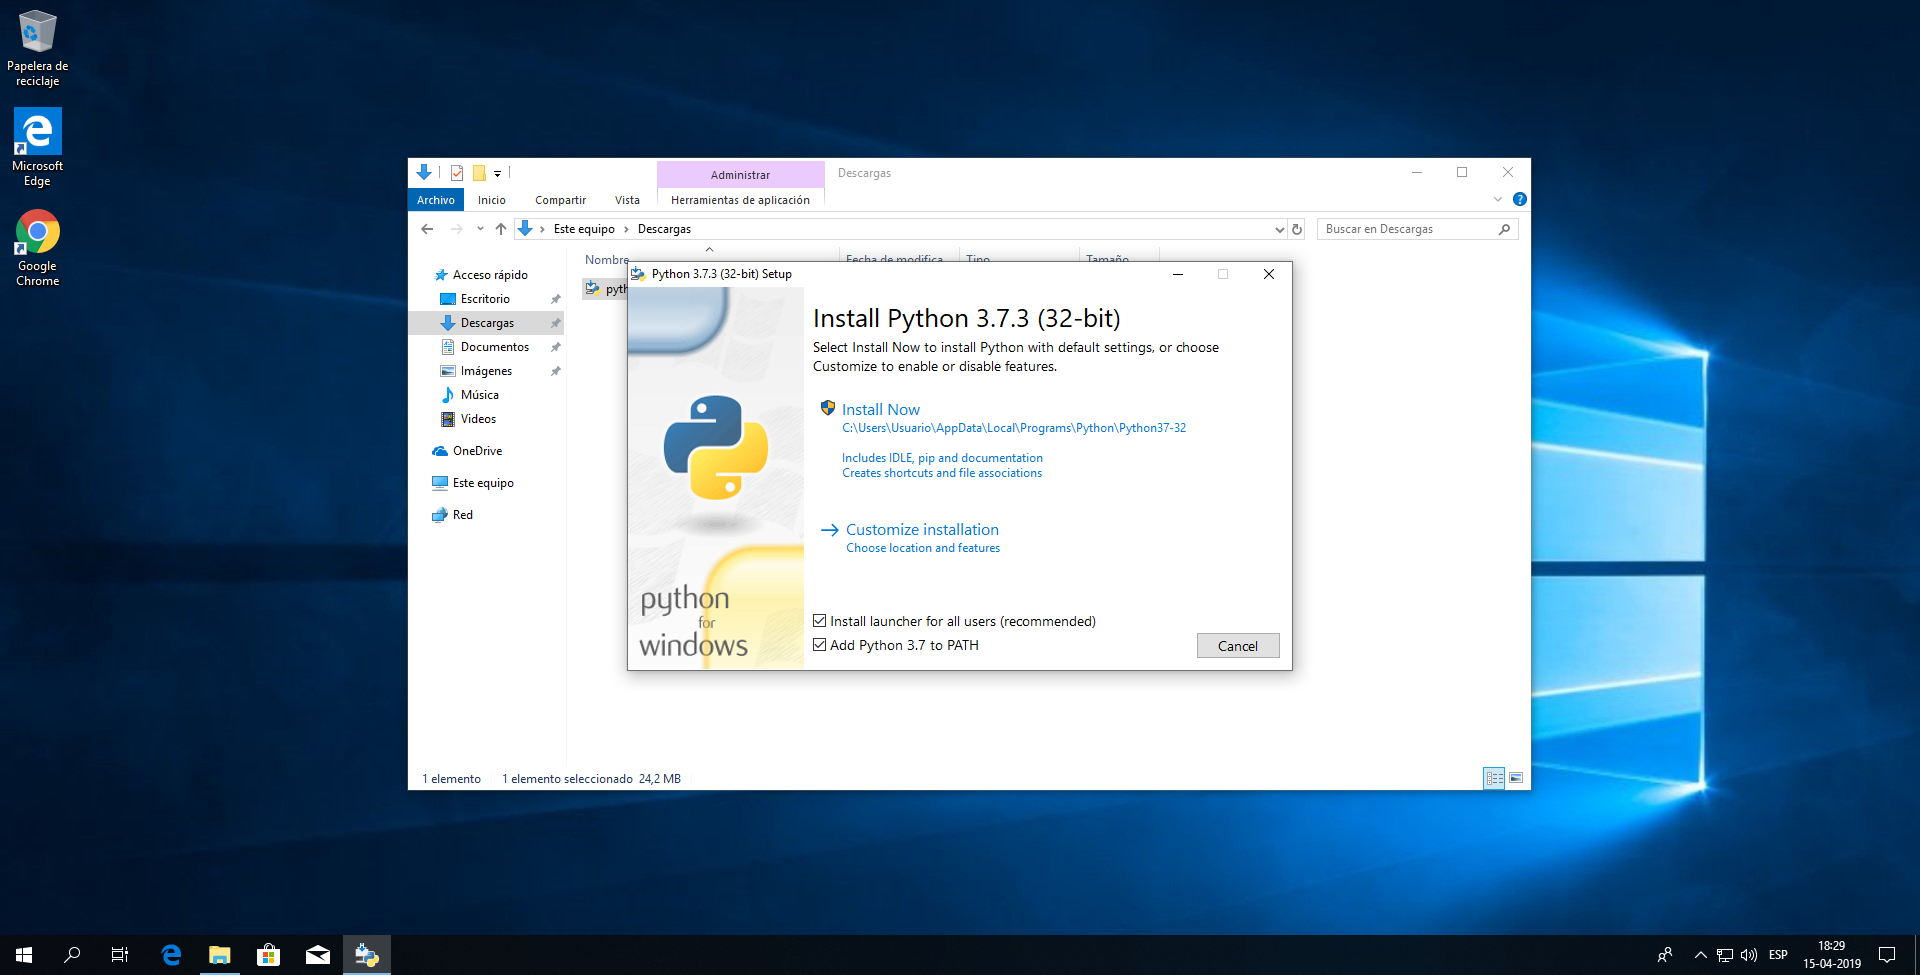 Papelera de
reciclaje
Microsoft
Edge
Google
Chrome
Administrar
Descargas
Archivo
Inicio
Compartir
Vista
Herramientas de aplicación
Este equipo
Descargas
Buscar en Descargas
Nombre
Fecha de modifica
Tipo
Tamaño
pyth
Acceso rápido
Escritorio
Descargas
Documentos
Imágenes
Música
Videos
OneDrive
Este equipo
Red
1 elemento
1 elemento seleccionado 24,2 MB
Python 3.7.3 (32-bit) Setup
Install Python 3.7.3 (32-bit)
Select Install Now to install Python with default settings, or choose
Customize to enable or disable features.
Install Now
C:\Users\Usuario\AppData\Local\Programs\Python\Python37-32
Includes IDLE, pip and documentation
Creates shortcuts and file associations
Customize installation
Choose location and features
python
for
windows
Install launcher for all users (recommended)
Add Python 3.7 to PATH
Cancel
ESP
18:29
15-04-2019